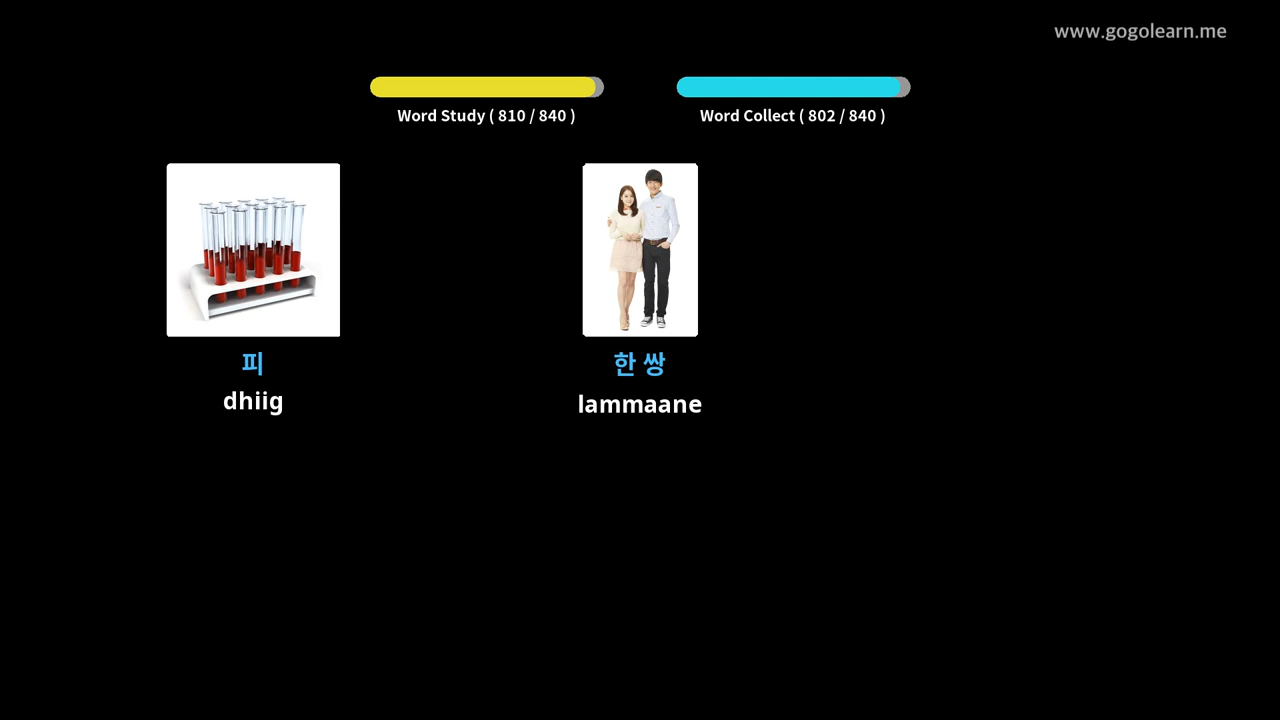 www.gogolearn.me
Word Study ( 810 / 840 )
Word Collect ( 802 / 840 )
피
dhiig
한 쌍
lammaane